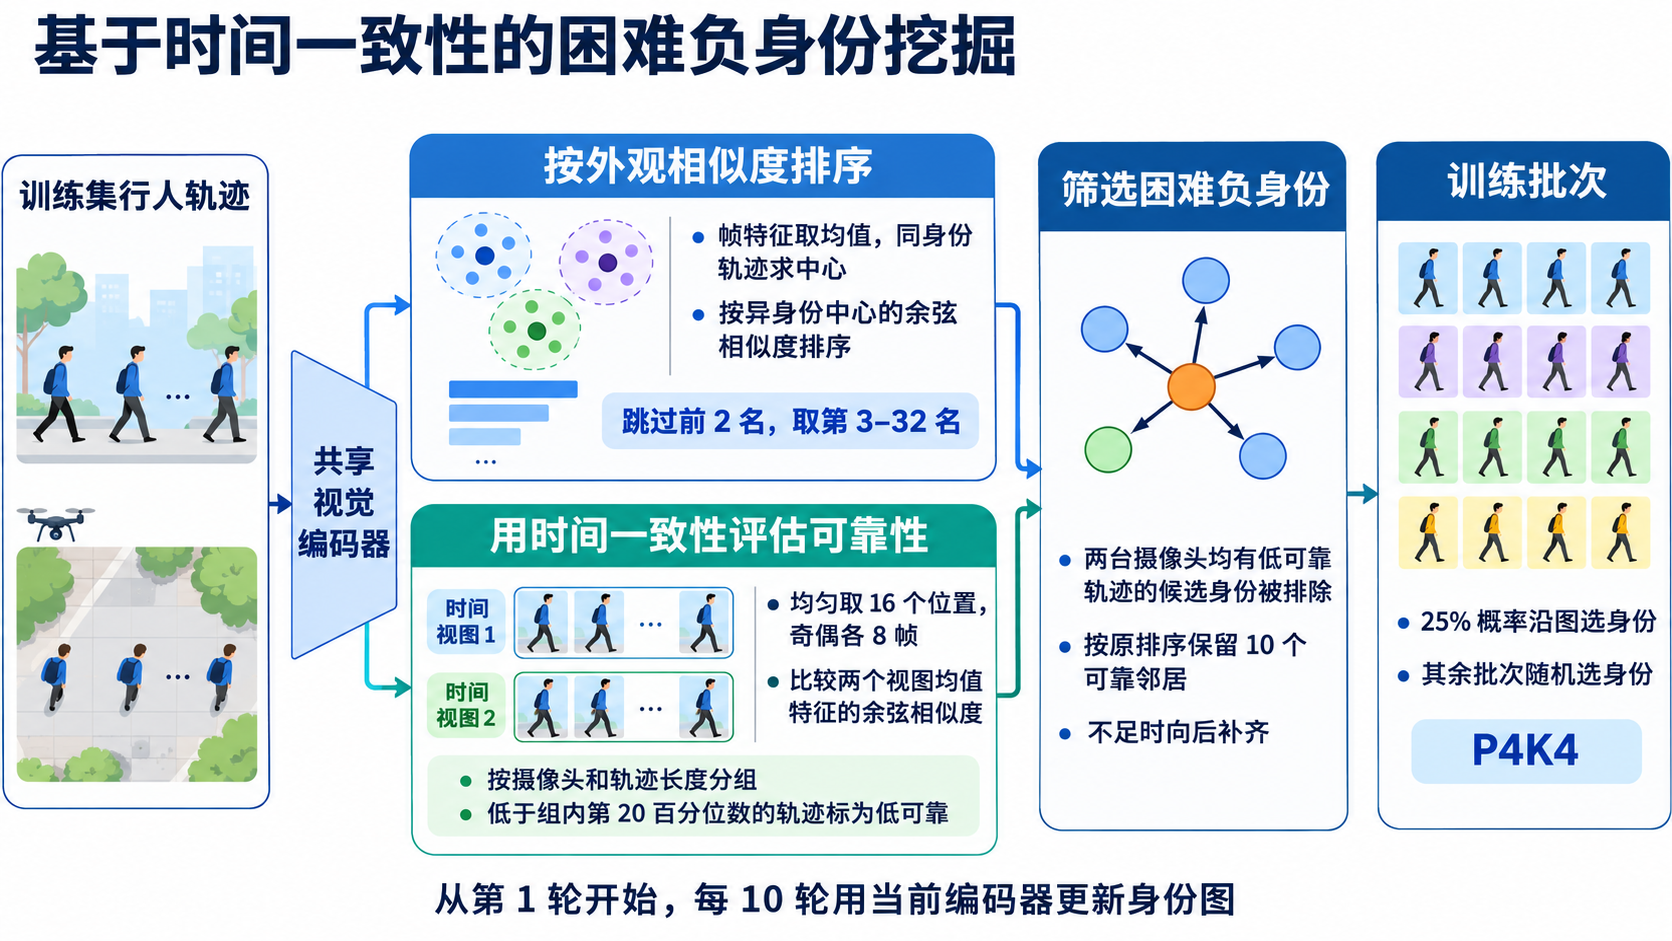 基于时间一致性的困难负身份挖掘
训练集行人轨迹
...
共享
视觉
编码器
按外观相似度排序
• 帧特征取均值，同身份
轨迹求中心
• 按异身份中心的余弦
相似度排序
...
跳过前 2 名，取第 3–32 名
用时间一致性评估可靠性
时间
视图1
...
时间
视图2
...
• 均匀取 16 个位置，
奇偶各 8 帧
• 比较两个视图均值
特征的余弦相似度
• 按摄像头和轨迹长度分组
• 低于组内第 20 百分位数的轨迹标为低可靠
筛选困难负身份
• 两台摄像头均有低可靠
轨迹的候选身份被排除
• 按原排序保留 10 个
可靠邻居
• 不足时向后补齐
训练批次
• 25% 概率沿图选身份
• 其余批次随机选身份
P4K4
...
从第 1 轮开始，每 10 轮用当前编码器更新身份图